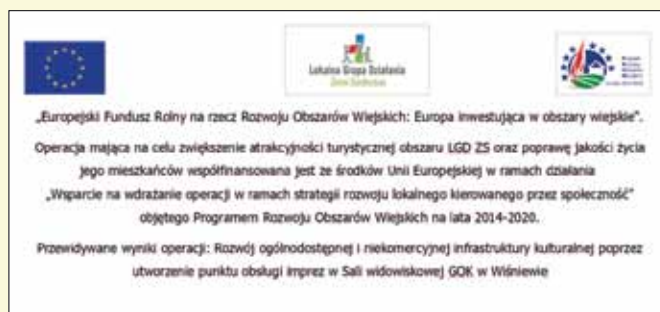 Lokalna Grupa Działania
„Europejski Fundusz Rolny na rzecz Rozwoju Obszarów Wiejskich: Europa inwestująca w obszary wiejskie”.
Operacja mająca na celu zwiększenie atrakcyjności turystycznej obszaru LGD ZS oraz poprawę jakości życia
jego mieszkańców współfinansowana jest ze środków Unii Europejskiej w ramach działania
„Wsparcie na wdrażanie operacji w ramach strategii rozwoju lokalnego kierowanego przez społeczność”
objętego Programem Rozwoju Obszarów Wiejskich na lata 2014-2020.
Przewidywane wyniki operacji: Rozwój ogólnodostępnej i niekomercyjnej infrastruktury kulturalnej poprzez
utworzenie punktu obsługi imprez w Sali widowiskowej GOK w Wiśniewie